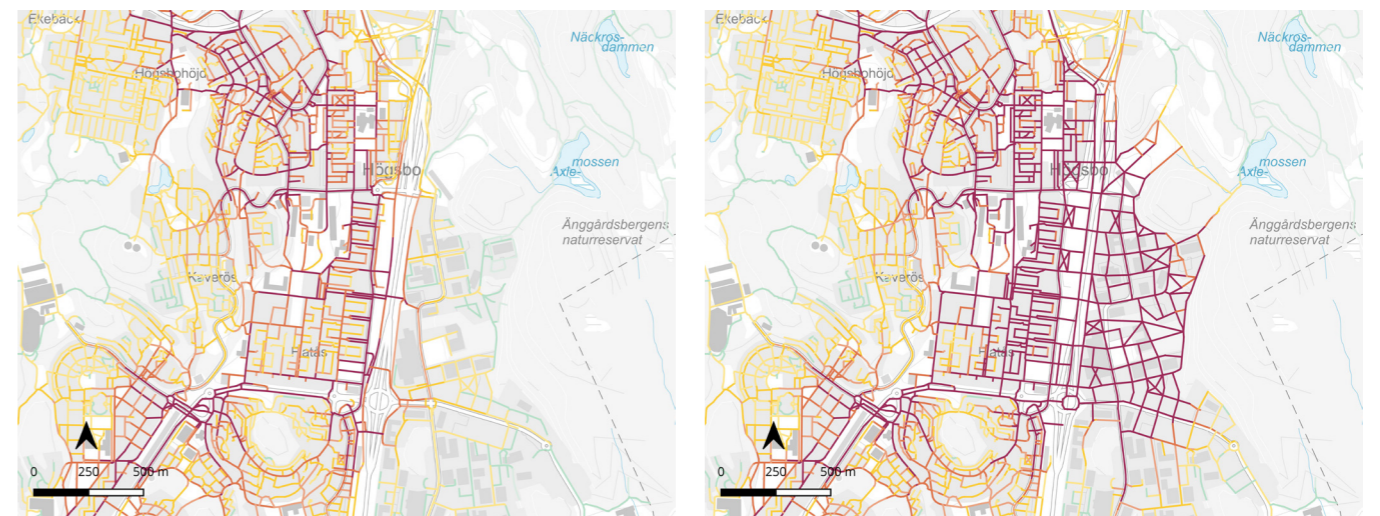 Ekebäck
Näckros-
dammen
Högsbohöjd
Högsbo
mossen
Axle-
Änggårdsbergens
naturreservat
Kaverös
Flatås
0 250 500 m
Ekebäck
Näckros-
dammen
Högsbohöjd
Högsbo
mossen
Axle-
Änggårdsbergens
naturreservat
Kaverös
Flatås
0 250 500 m